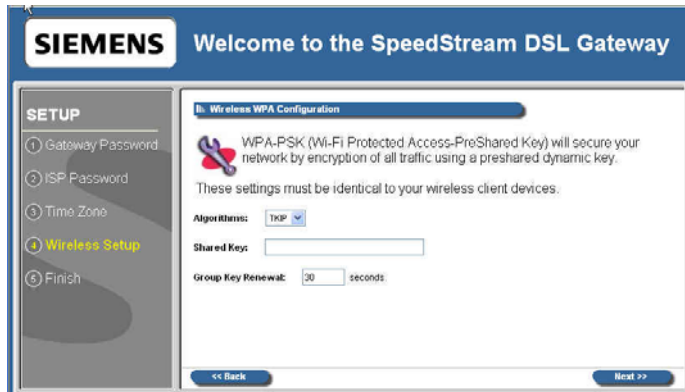 SIEMENS
Welcome to the SpeedStream DSL Gateway
SETUP
1 Gateway Password
2 ISP Password
3 Time Zone
4 Wireless Setup
5 Finish
Wireless WPA Configuration
WPA-PSK (Wi-Fi Protected Access-PreShared Key) will secure your
network by encryption of all traffic using a preshared dynamic key.
These settings must be identical to your wireless client devices.
Algorithms: TKIP
Shared Key:
Group Key Renewal: 30 seconds
<< Back
Next >>